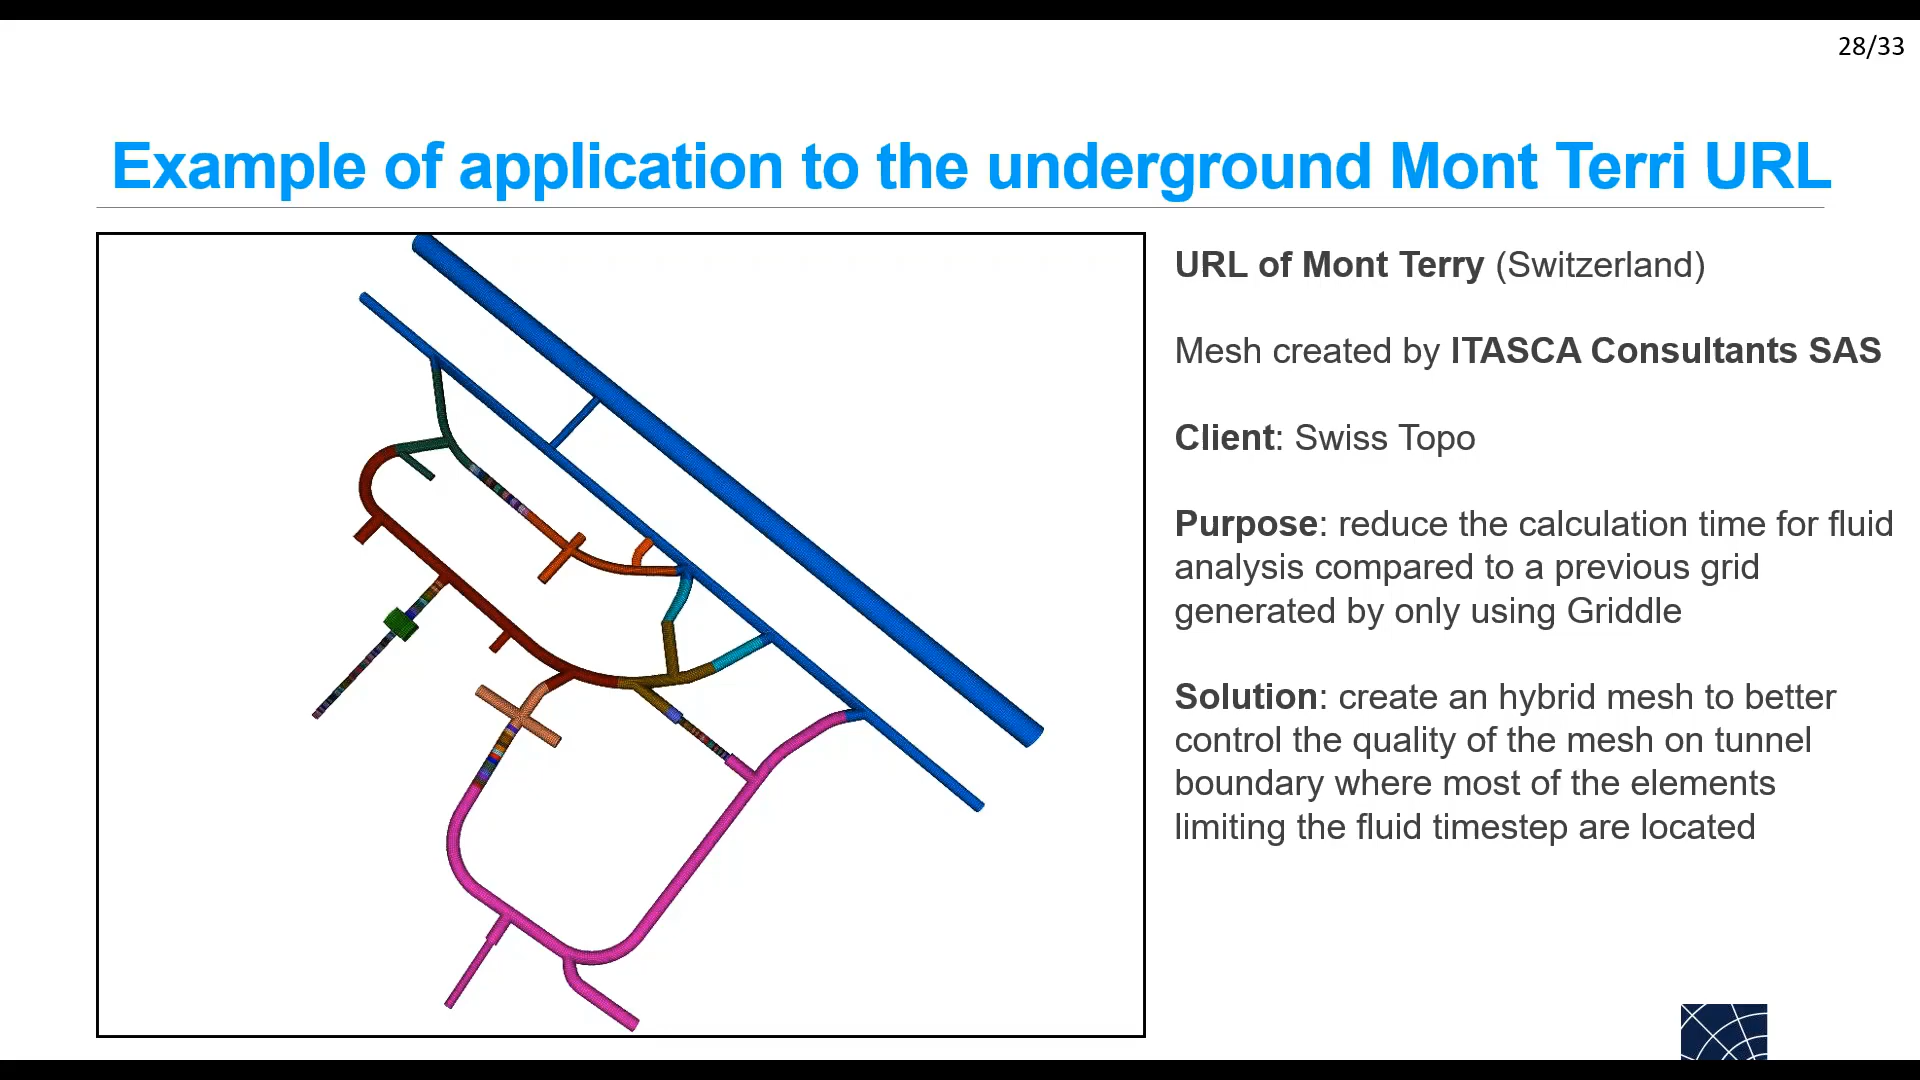 28/33
Example of application to the underground Mont Terri URL
URL of Mont Terry (Switzerland)
Mesh created by ITASCA Consultants SAS
Client: Swiss Topo
Purpose: reduce the calculation time for fluid
analysis compared to a previous grid
generated by only using Griddle
Solution: create an hybrid mesh to better
control the quality of the mesh on tunnel
boundary where most of the elements
limiting the fluid timestep are located